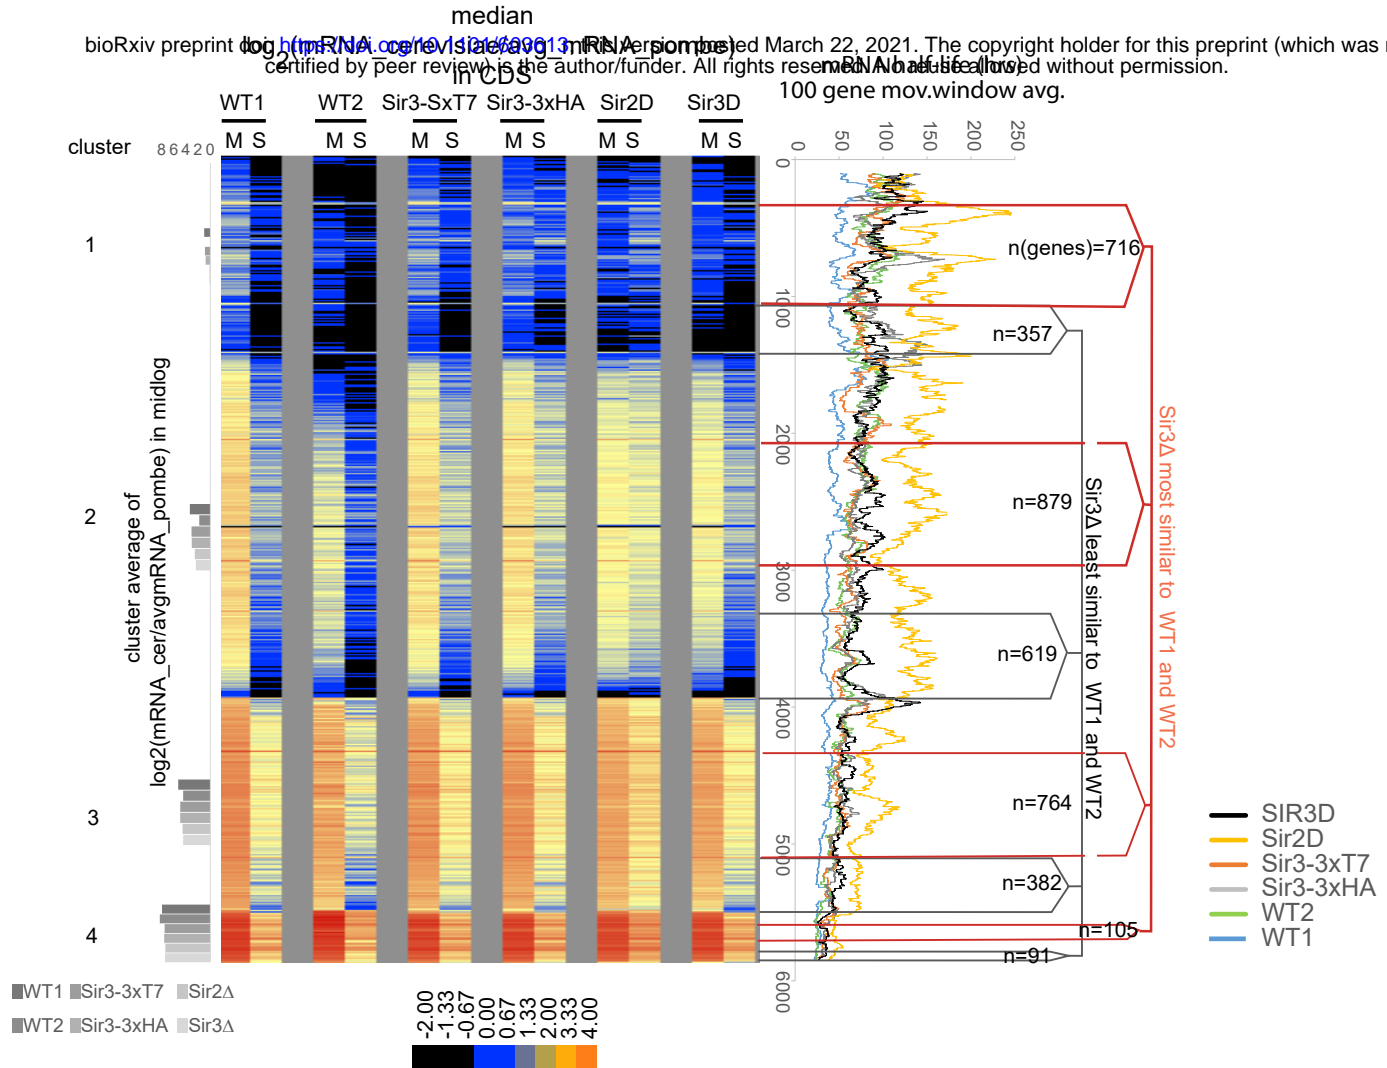 median
bioRxiv preprint doi: https://doi.org/10.1101/693613; this version posted March 22, 2021. The copyright holder for this preprint (which was
log2(mRNA_cerevisiae/avg_mRNA_pombe)
certified by peer review) is the author/funder. All rights reserved. No reuse allowed without permission.
in CDS
mRNA half-life (hrs)
100 gene mov.window avg.
WT1 WT2 Sir3-SxT7 Sir3-3xHA Sir2D Sir3D
M S M S M S M S M S M S
cluster
8 6 4 2 0
0 50 100 150 200 250
0
1000
2000
3000
4000
5000
60000
1
2
3
4
cluster average of
log2(mRNA_cer/avgmRNA_pombe) in midlog
n(genes)=716
n=357
n=879
n=619
n=764
n=382
n=105
n=91
Sir3Δ least similar to WT1 and WT2
Sir3Δ most similar to WT1 and WT2
SIR3D
Sir2D
Sir3-3xT7
Sir3-3xHA
WT2
WT1
WT1 Sir3-3xT7 Sir2Δ
WT2 Sir3-3xHA Sir3Δ
-2.00
-1.33
-0.67
0.00
0.67
1.33
2.00
3.33
4.00